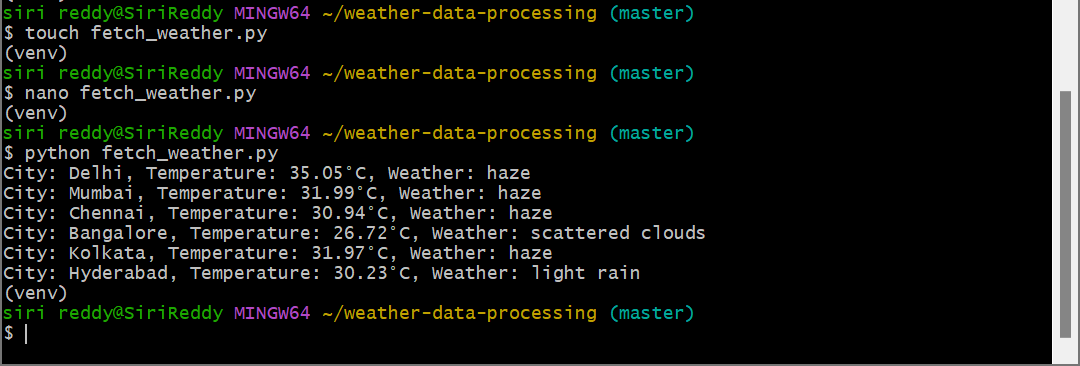 siri reddy@SiriReddy MINGW64 ~/weather-data-processing (master)
$ touch fetch_weather.py
(venv)
siri reddy@SiriReddy MINGW64 ~/weather-data-processing (master)
$ nano fetch_weather.py
(venv)
siri reddy@SiriReddy MINGW64 ~/weather-data-processing (master)
$ python fetch_weather.py
City: Delhi, Temperature: 35.05°C, Weather: haze
City: Mumbai, Temperature: 31.99°C, Weather: haze
City: Chennai, Temperature: 30.94°C, Weather: haze
City: Bangalore, Temperature: 26.72°C, Weather: scattered clouds
City: Kolkata, Temperature: 31.97°C, Weather: haze
City: Hyderabad, Temperature: 30.23°C, Weather: light rain
(venv)
siri reddy@SiriReddy MINGW64 ~/weather-data-processing (master)
$